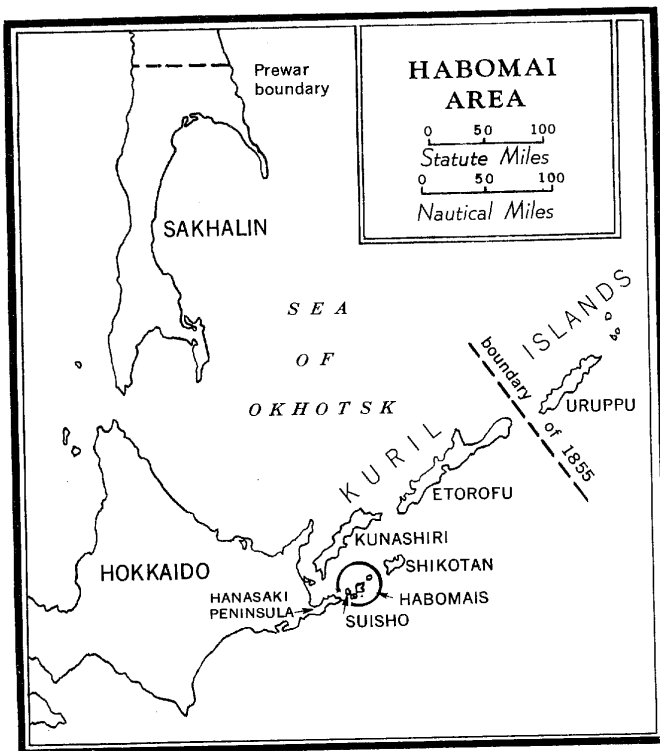 HABOMAI
AREA
0 50 100
Statute Miles
0 50 100
Nautical Miles
Prewar
boundary
SAKHALIN
SEA
OF
OKHOTSK
KURIL ISLANDS
boundary of 1855
URUPPU
ETOROFU
KUNASHIRI
SHIKOTAN
HOKKAIDO
HANASAKI
PENINSULA
HABOMAIS
SUISHO